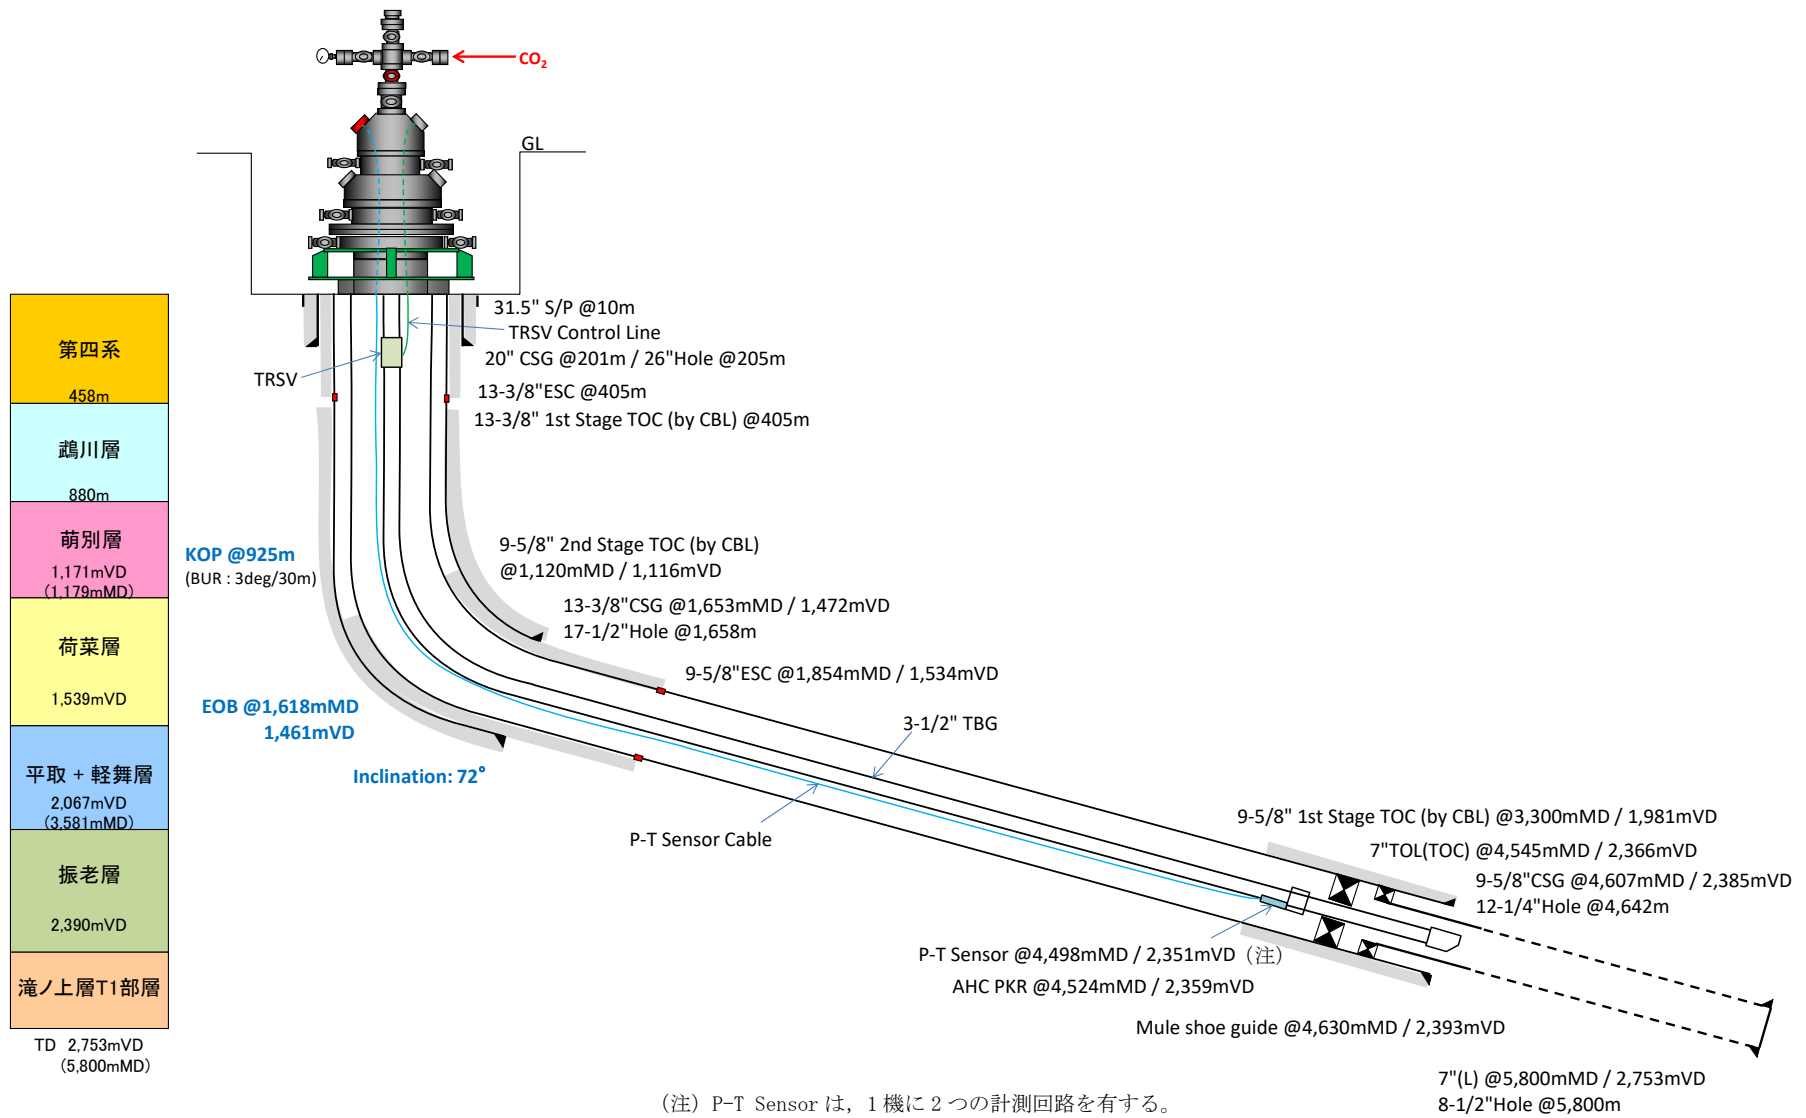 CO₂
GL
31.5" S/P @10m
TRSV Control Line
20" CSG @201m / 26"Hole @205m
TRSV
13-3/8"ESC @405m
13-3/8" 1st Stage TOC (by CBL) @405m
第四系
458m
鵡川層
880m
萌別層
1,171mVD
(1,179mMD)
荷菜層
1,539mVD
平取 + 軽舞層
2,067mVD
(3,581mMD)
振老層
2,390mVD
滝ノ上層T1部層
TD 2,753mVD
(5,800mMD)
KOP @925m
(BUR : 3deg/30m)
9-5/8" 2nd Stage TOC (by CBL)
@1,120mMD / 1,116mVD
13-3/8"CSG @1,653mMD / 1,472mVD
17-1/2"Hole @1,658m
9-5/8"ESC @1,854mMD / 1,534mVD
EOB @1,618mMD
1,461mVD
3-1/2" TBG
Inclination: 72°
P-T Sensor Cable
9-5/8" 1st Stage TOC (by CBL) @3,300mMD / 1,981mVD
7"TOL(TOC) @4,545mMD / 2,366mVD
9-5/8"CSG @4,607mMD / 2,385mVD
12-1/4"Hole @4,642m
P-T Sensor @4,498mMD / 2,351mVD（注）
AHC PKR @4,524mMD / 2,359mVD
Mule shoe guide @4,630mMD / 2,393mVD
7"(L) @5,800mMD / 2,753mVD
8-1/2"Hole @5,800m
（注）P-T Sensor は，1 機に 2 つの計測回路を有する。